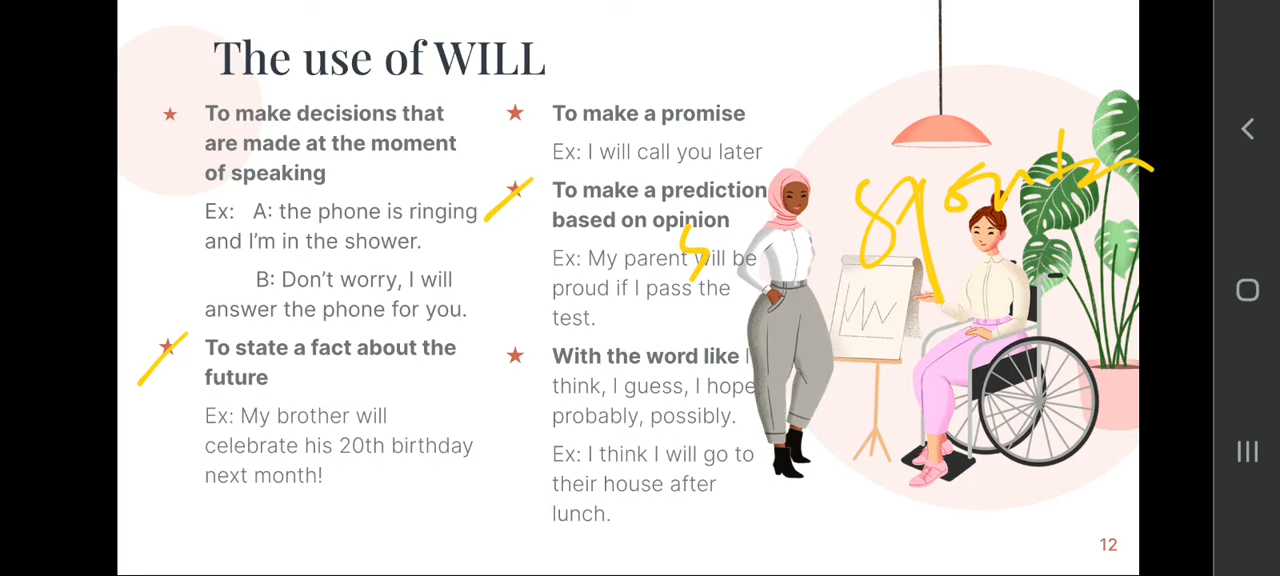 The use of WILL
To make decisions that
are made at the moment
of speaking
Ex: A: the phone is ringing
and I'm in the shower.
B: Don't worry, I will
answer the phone for you.
To state a fact about the
future
Ex: My brother will
celebrate his 20th birthday
next month!
To make a promise
Ex: I will call you later
To make a prediction
based on opinion
Ex: My parent s will be
proud if I pass the
test.
With the word like I
think, I guess, I hope
probably, possibly.
Ex: I think I will go to
their house after
lunch.
12